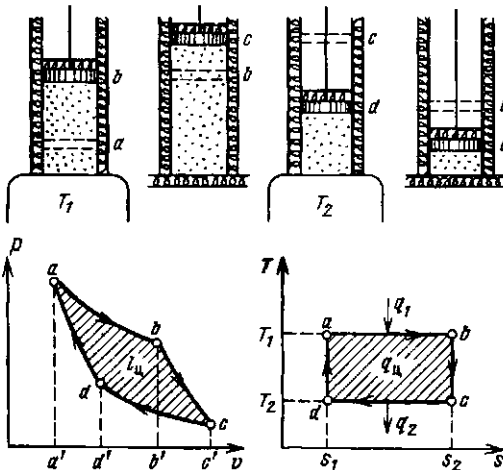 c
c
b
b
d
a
T₁
T₂
p
a
b
lц
d
c
a' d' b' c' v
T
q₁
T₁ a b
qц
T₂ d c
q₂
s₁ s₂ s